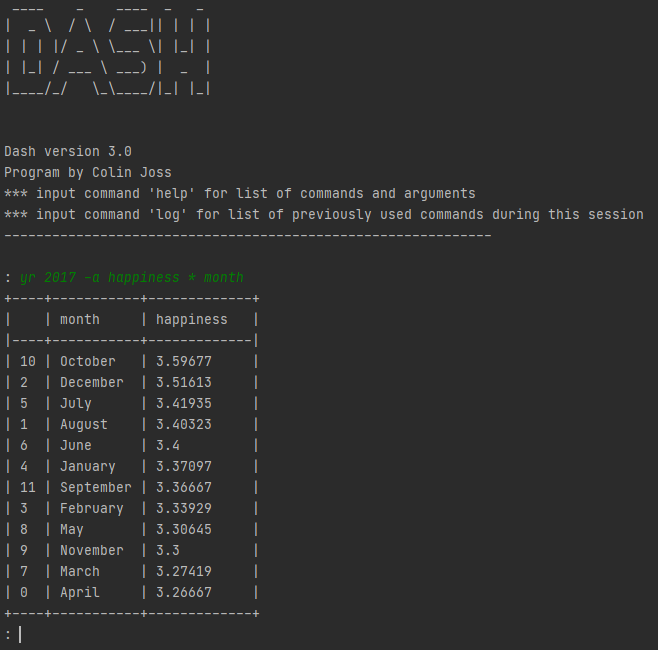 ____    _    ____  _   _
|  _ \  / \  / ___|| | | |
| | | |/ _ \ \___ \| |_| |
| |_| / ___ \ ___) |  _  |
|____/_/   \_\____/|_| |_|
Dash version 3.0
Program by Colin Joss
*** input command 'help' for list of commands and arguments
*** input command 'log' for list of previously used commands during this session
-------------------------------------------------------------
: yr 2017 -a happiness * month
+----+-----------+-------------+
|    | month     | happiness   |
|----+-----------+-------------|
| 10 | October   | 3.59677     |
| 2  | December  | 3.51613     |
| 5  | July      | 3.41935     |
| 1  | August    | 3.40323     |
| 6  | June      | 3.4         |
| 4  | January   | 3.37097     |
| 11 | September | 3.36667     |
| 3  | February  | 3.33929     |
| 8  | May       | 3.30645     |
| 9  | November  | 3.3         |
| 7  | March     | 3.27419     |
| 0  | April     | 3.26667     |
+----+-----------+-------------+
: